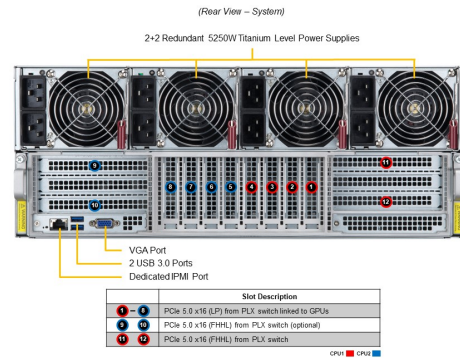 (Rear View – System)
2+2 Redundant 5250W Titanium Level Power Supplies
9
11
8 7 6 5 4 3 2 1
10
12
VGA Port
2 USB 3.0 Ports
Dedicated IPMI Port
Slot Description
1 - 8 PCIe 5.0 x16 (LP) from PLX switch linked to GPUs
9 10 PCIe 5.0 x16 (FHHL) from PLX switch (optional)
11 12 PCIe 5.0 x16 (FHHL) from PLX switch
CPU1 CPU2